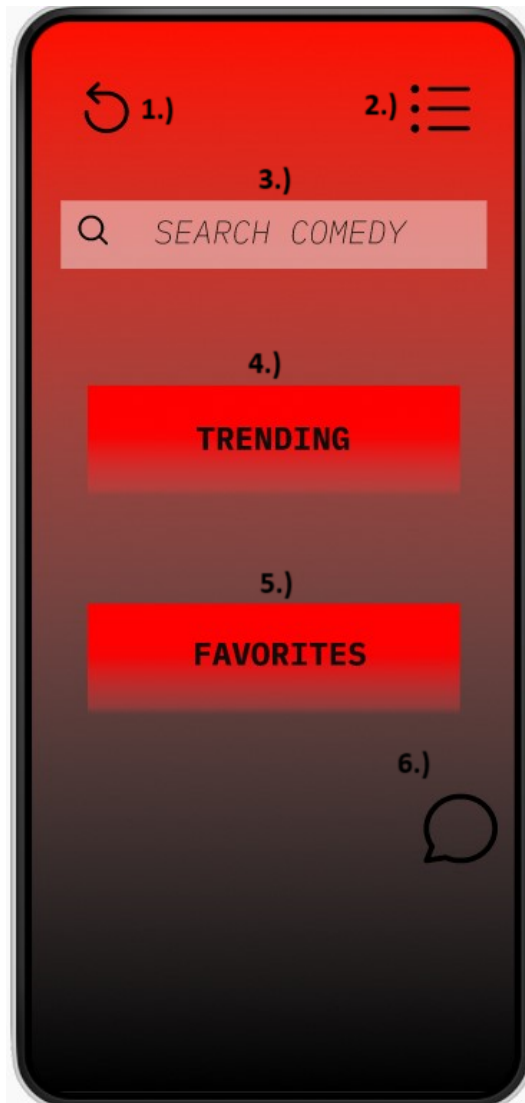 1.)
2.)
3.)
SEARCH COMEDY
4.)
TRENDING
5.)
FAVORITES
6.)